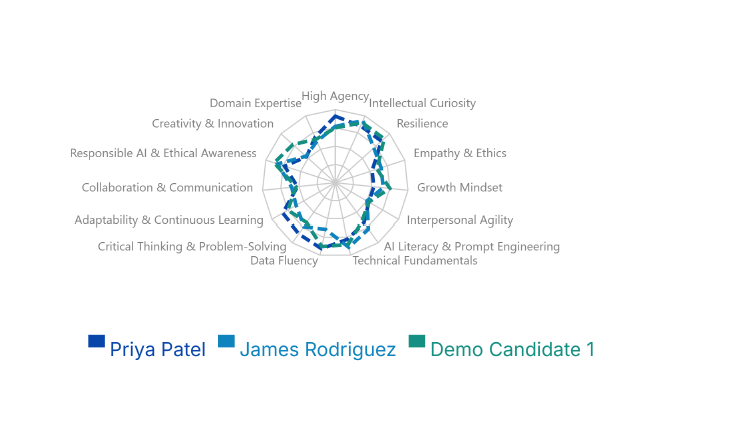 High Agency
Intellectual Curiosity
Resilience
Empathy & Ethics
Growth Mindset
Interpersonal Agility
AI Literacy & Prompt Engineering
Technical Fundamentals
Data Fluency
Critical Thinking & Problem-Solving
Adaptability & Continuous Learning
Collaboration & Communication
Responsible AI & Ethical Awareness
Creativity & Innovation
Domain Expertise
Priya Patel James Rodriguez Demo Candidate 1